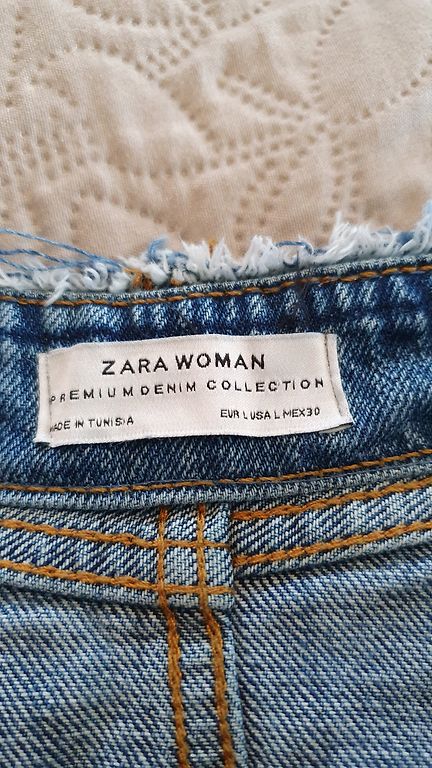 ZARA WOMAN
PREMIUM DENIM COLLECTION
MADE IN TUNISIA EUR L USA L MEX 30